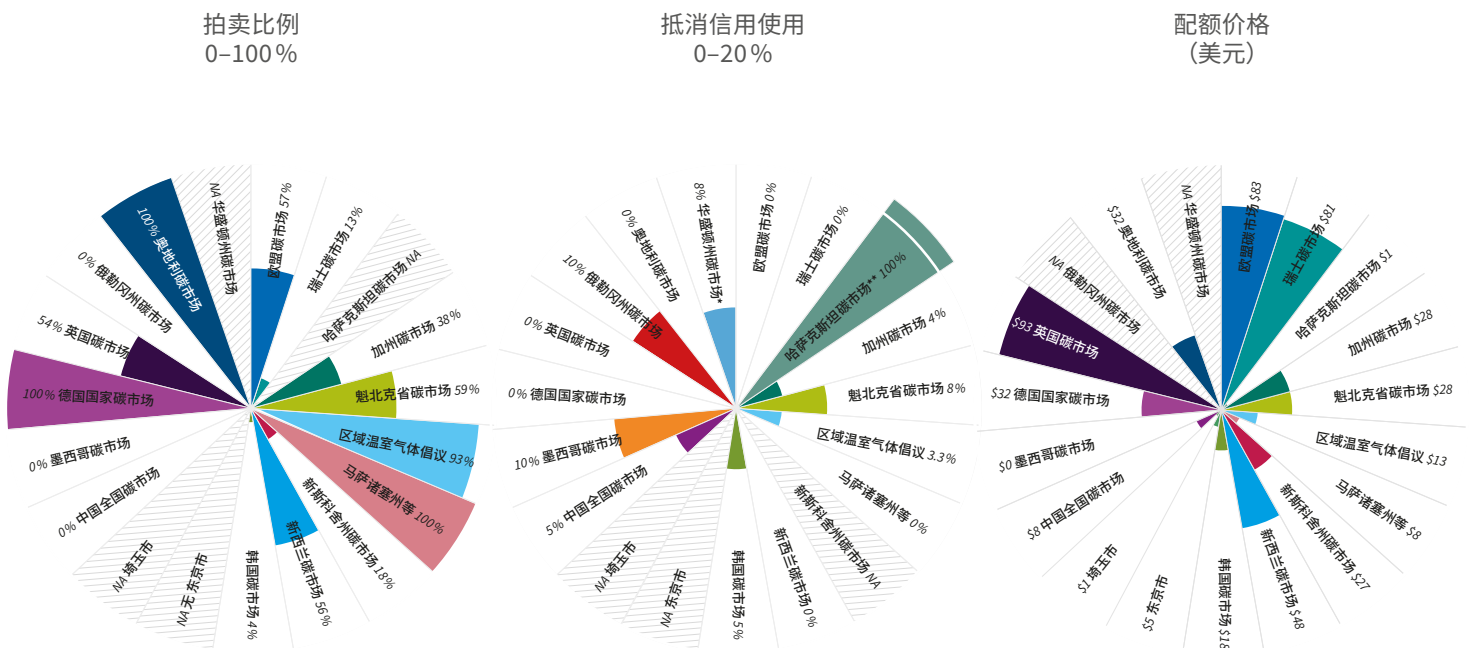 拍卖比例
0–100%
欧盟碳市场 57%
瑞士碳市场 13%
哈萨克斯坦碳市场 NA
加州碳市场 38%
魁北克省碳市场 59%
区域温室气体倡议 93%
马萨诸塞州等 100%
新斯科舍州碳市场 18%
新西兰碳市场 56%
韩国碳市场 4%
NA 无 东京市
NA 埼玉市
0% 中国全国碳市场
0% 墨西哥碳市场
100% 德国国家碳市场
54% 英国碳市场
0% 俄勒冈州碳市场
100% 奥地利碳市场
NA 华盛顿州碳市场
抵消信用使用
0–20%
欧盟碳市场 0%
瑞士碳市场 0%
哈萨克斯坦碳市场** 100%
加州碳市场 4%
魁北克省碳市场 8%
区域温室气体倡议 3.3%
马萨诸塞州等 0%
新斯科舍州碳市场 NA
新西兰碳市场 0%
韩国碳市场 5%
NA 东京市
NA 埼玉市
5% 中国全国碳市场
10% 墨西哥碳市场
0% 德国国家碳市场
0% 英国碳市场
10% 俄勒冈州碳市场
0% 奥地利碳市场
8% 华盛顿州碳市场*
配额价格
（美元）
欧盟碳市场 $83
瑞士碳市场 $81
哈萨克斯坦碳市场 $1
加州碳市场 $28
魁北克省碳市场 $28
区域温室气体倡议 $13
马萨诸塞州等 $8
新斯科舍州碳市场 $27
新西兰碳市场 $48
韩国碳市场 $18
$5 东京市
$1 埼玉市
$8 中国全国碳市场
$0 墨西哥碳市场
$32 德国国家碳市场
$93 英国碳市场
NA 俄勒冈州碳市场
$32 奥地利碳市场
NA 华盛顿州碳市场